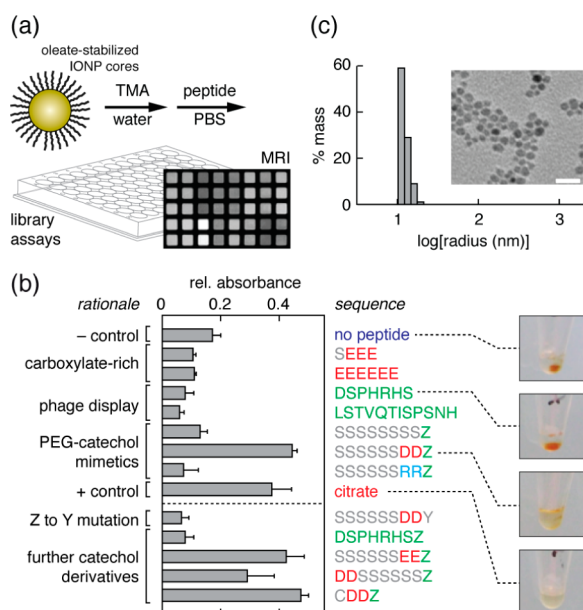 (a)
oleate-stabilized
IONP cores
TMA
water
peptide
PBS
MRI
library
assays
(c)
% mass
60
40
20
0
1
2
3
log[radius (nm)]
(b)
rel. absorbance
rationale
0
0.2
0.4
sequence
– control
no peptide
carboxylate-rich
SEEE
EEEEEE
phage display
DSPHRHS
LSTVQTISPSNH
PEG-catechol
mimetics
SSSSSSSSZ
SSSSSSDDZ
SSSSSSRRZ
+ control
citrate
Z to Y mutation
SSSSSSDDY
further catechol
derivatives
DSPHRHSZ
SSSSSSEEZ
DDSSSSSSZ
CDDZ